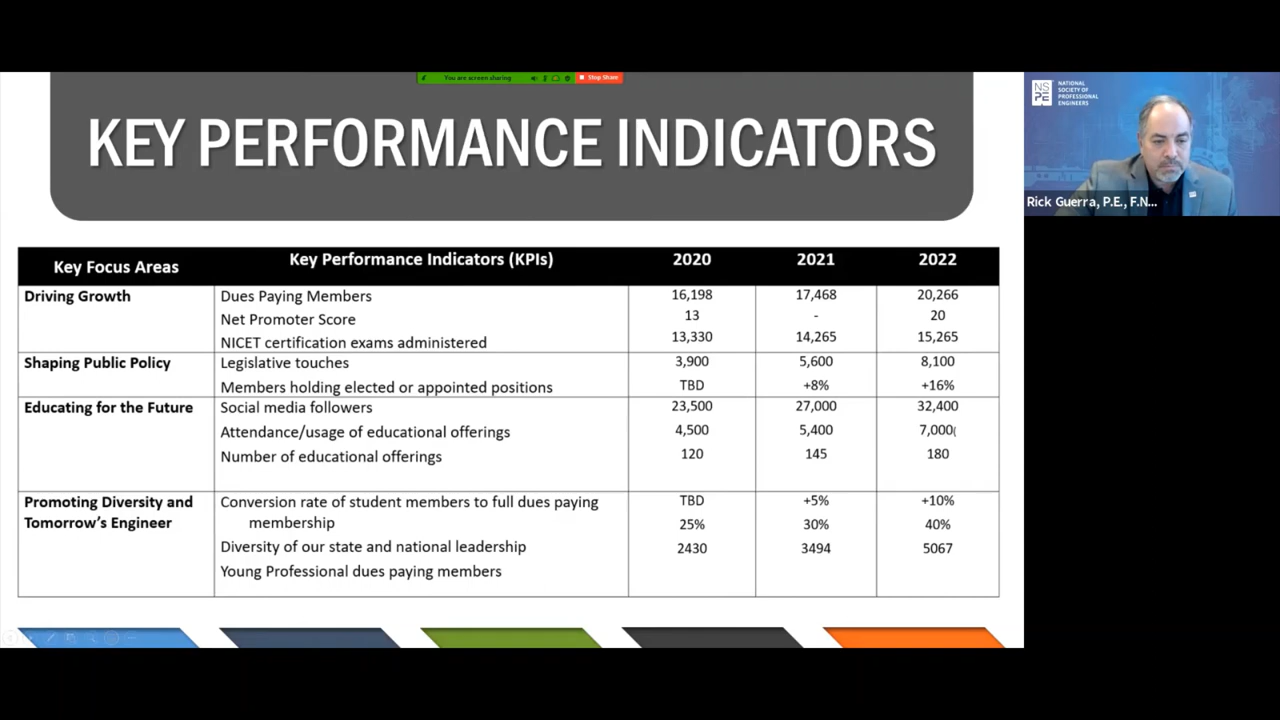 You are screen sharing
Stop Share
KEY PERFORMANCE INDICATORS
NS
PE
NATIONAL
SOCIETY OF
PROFESSIONAL
ENGINEERS
Rick Guerra, P.E., F.N...
Key Focus Areas Key Performance Indicators (KPIs) 2020 2021 2022
Driving Growth Dues Paying Members 16,198 17,468 20,266
Net Promoter Score 13 - 20
NICET certification exams administered 13,330 14,265 15,265
Shaping Public Policy Legislative touches 3,900 5,600 8,100
Members holding elected or appointed positions TBD +8% +16%
Educating for the Future Social media followers 23,500 27,000 32,400
Attendance/usage of educational offerings 4,500 5,400 7,000(
Number of educational offerings 120 145 180
Promoting Diversity and Conversion rate of student members to full dues paying TBD +5% +10%
Tomorrow's Engineer membership 25% 30% 40%
Diversity of our state and national leadership 2430 3494 5067
Young Professional dues paying members